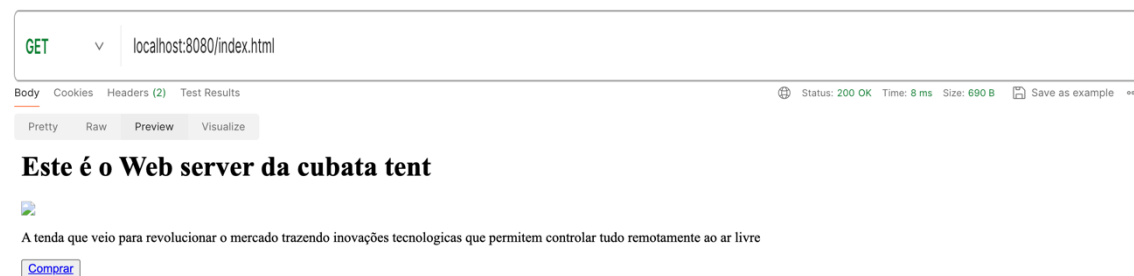 GET localhost:8080/index.html
Body Cookies Headers (2) Test Results Status: 200 OK Time: 8 ms Size: 690 B Save as example
Pretty Raw Preview Visualize
Este é o Web server da cubata tent
A tenda que veio para revolucionar o mercado trazendo inovações tecnologicas que permitem controlar tudo remotamente ao ar livre
Comprar